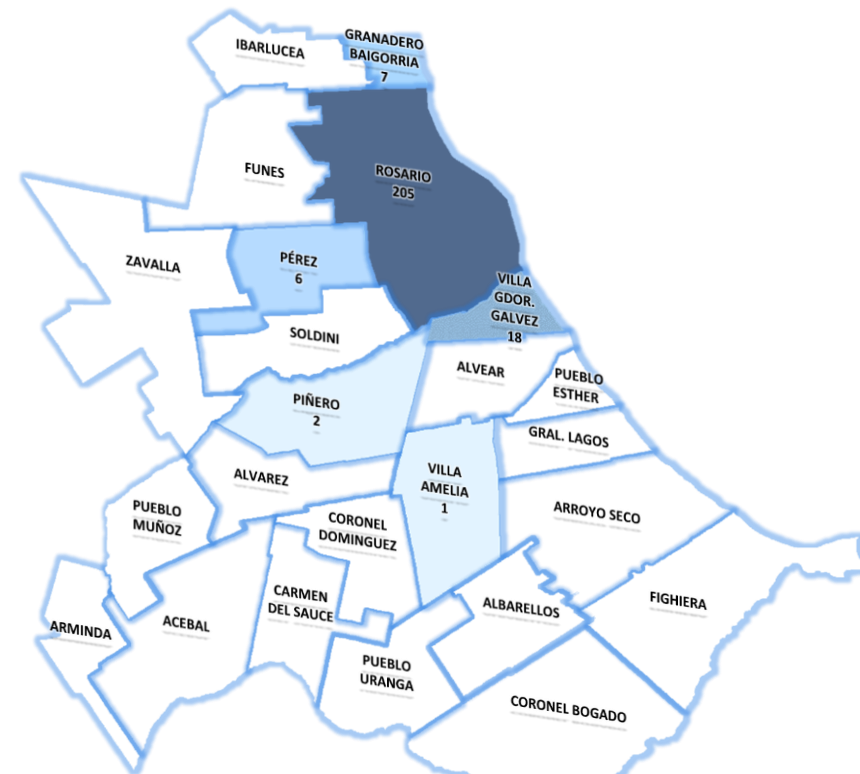 IBARLUCEA
GRANADERO
BAIGORRIA
7
FUNES
ROSARIO
205
ZAVALLA
PÉREZ
6
VILLA
GDOR.
GALVEZ
18
SOLDINI
ALVEAR
PUEBLO
ESTHER
PIÑERO
2
GRAL. LAGOS
ALVAREZ
VILLA
AMELIA
1
PUEBLO
MUÑOZ
CORONEL
DOMINGUEZ
ARROYO SECO
CARMEN
DEL SAUCE
ALBARELLOS
FIGHIERA
ARMINDA
ACEBAL
PUEBLO
URANGA
CORONEL BOGADO